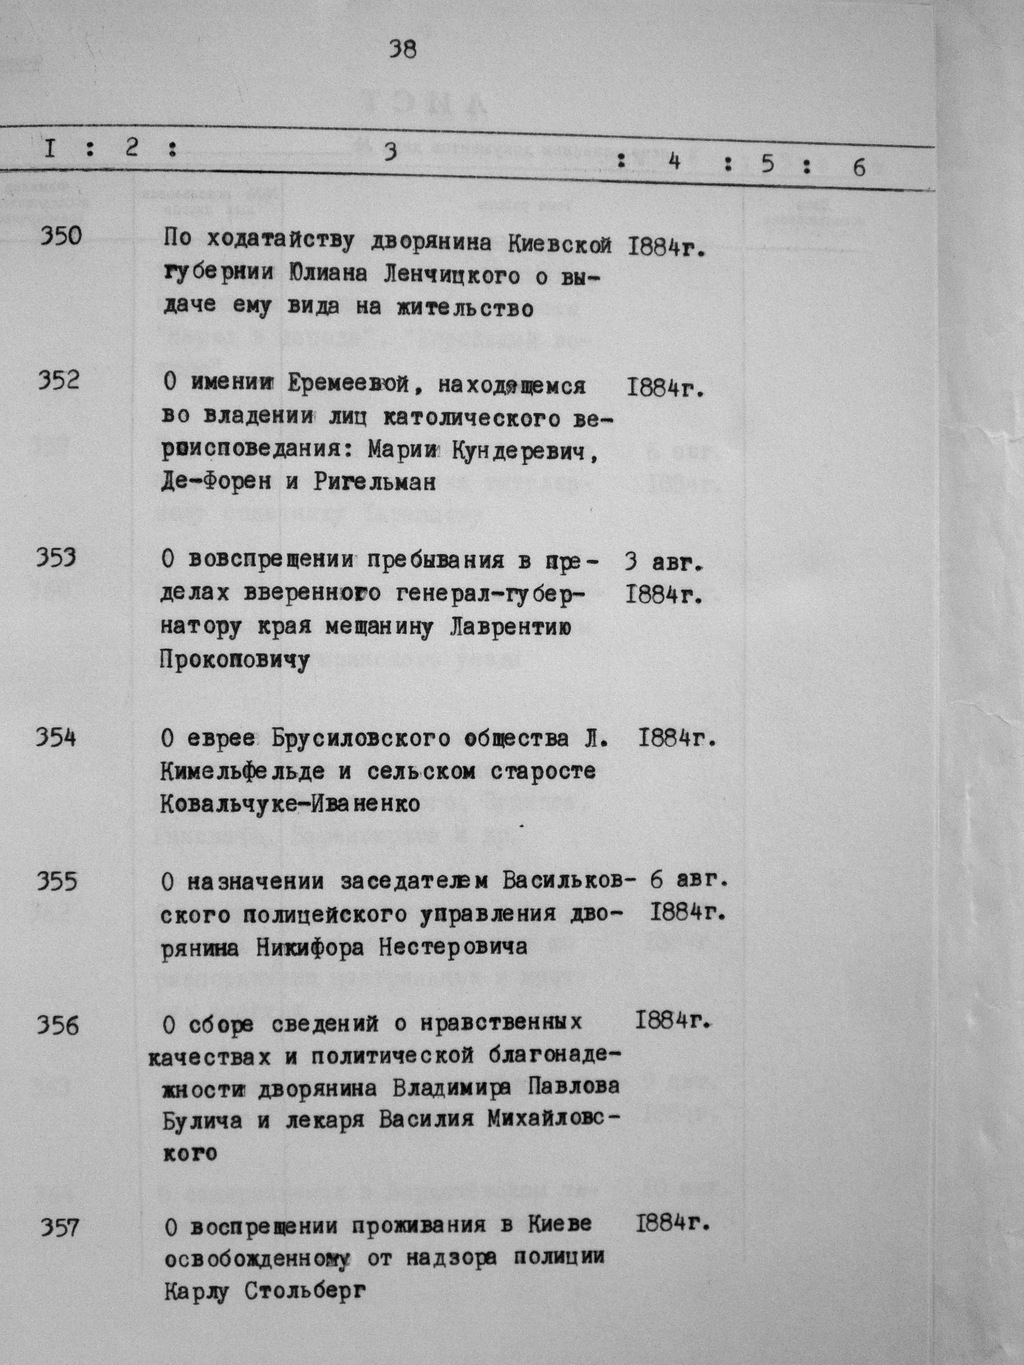 38
I : 2 : 3 : 4 : 5 : 6
350 По ходатайству дворянина Киевской 1884г.
губернии Юлиана Ленчицкого о вы-
даче ему вида на жительство
352 О имении Еремеевой, находящемся 1884г.
во владении лиц католического ве-
роисповедания: Марии Кундеревич,
Де-Форен и Ригельман
353 О вовспрещении пребывания в пре- 3 авг.
делах вверенного генерал-губер- 1884г.
натору края мещанину Лаврентию
Прокоповичу
354 О еврее Брусиловского общества Л. 1884г.
Кимельфельде и сельском старосте
Ковальчуке-Иваненко
355 О назначении заседателем Васильков- 6 авг.
ского полицейского управления дво- 1884г.
рянина Никифора Нестеровича
356 О сборе сведений о нравственных 1884г.
качествах и политической благонаде-
жности дворянина Владимира Павлова
Булича и лекаря Василия Михайловс-
кого
357 О воспрещении проживания в Киеве 1884г.
освобожденному от надзора полиции
Карлу Стольберг